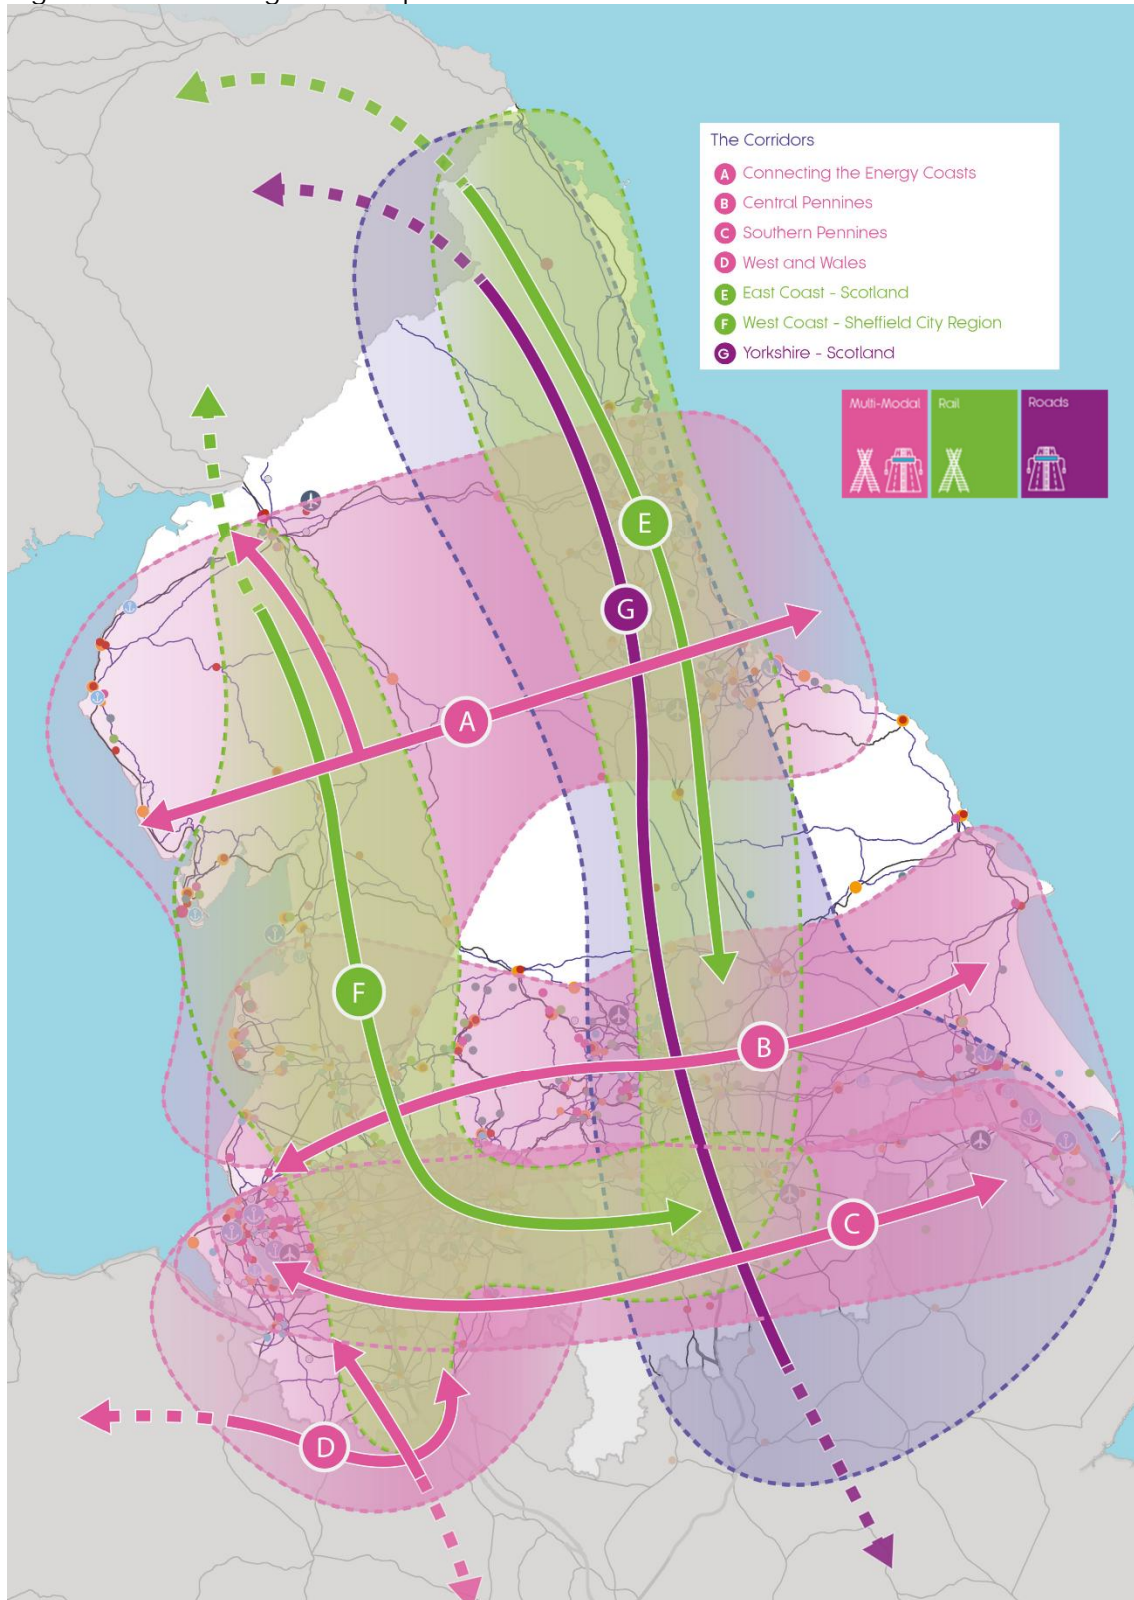 The Corridors
A Connecting the Energy Coasts
B Central Pennines
C Southern Pennines
D West and Wales
E East Coast - Scotland
F West Coast - Sheffield City Region
G Yorkshire - Scotland
Multi-Modal
Rail
Roads
E
G
A
F
B
C
D